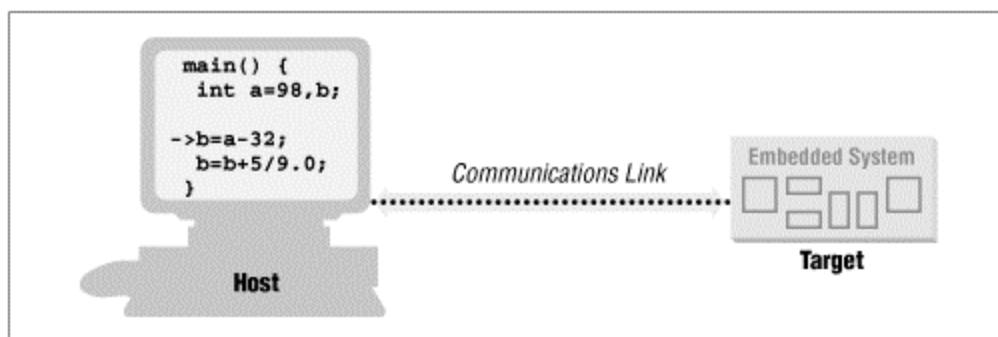 main() {
int a=98,b;
->b=a-32;
b=b+5/9.0;
}
Communications Link
Embedded System
Host
Target